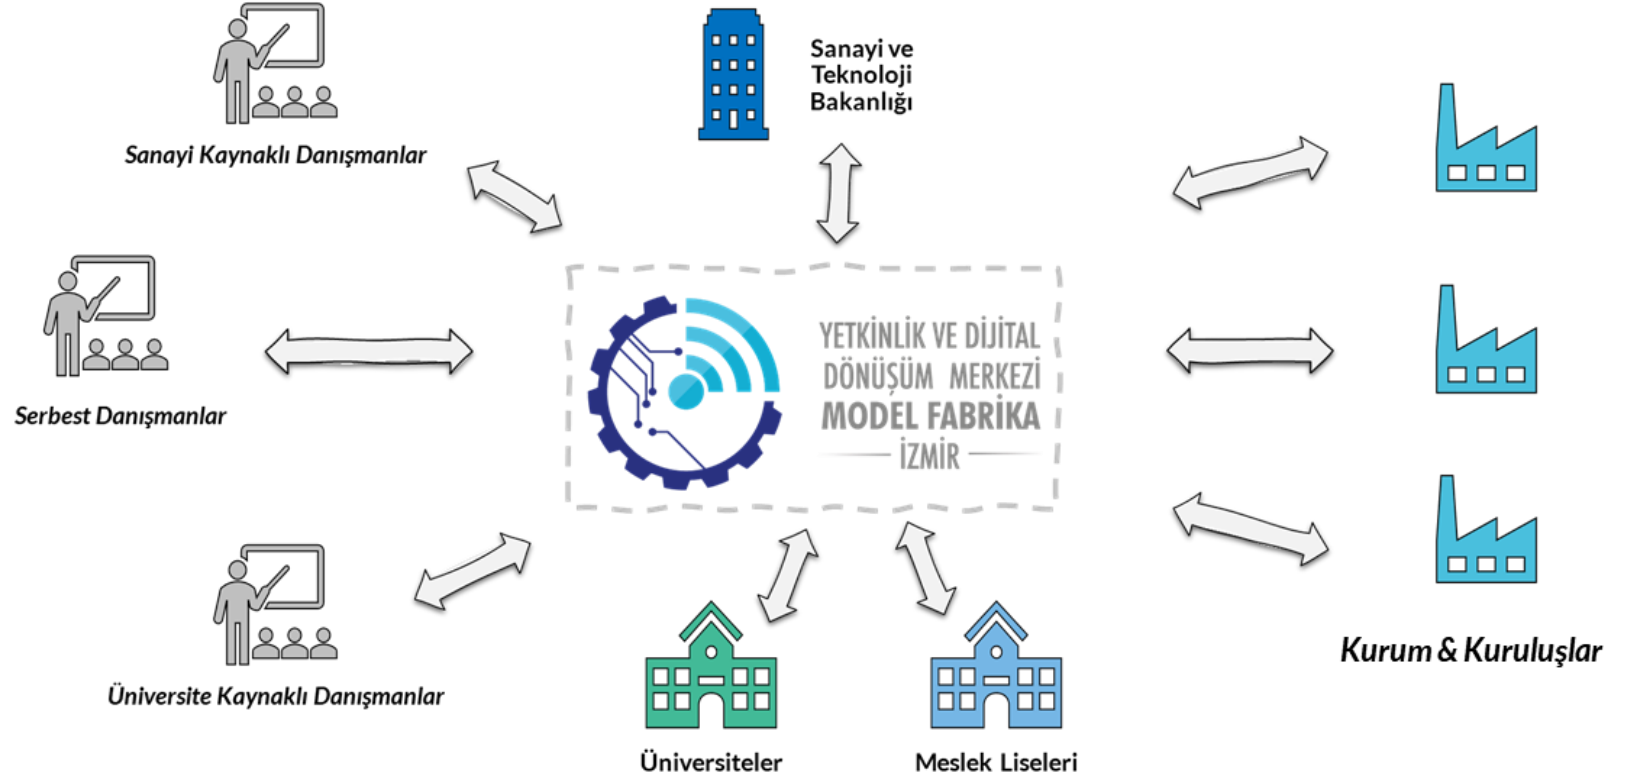 Sanayi ve
Teknoloji
Bakanlığı
Sanayi Kaynaklı Danışmanlar
Serbest Danışmanlar
YETKİNLİK VE DİJİTAL
DÖNÜŞÜM MERKEZİ
MODEL FABRİKA
İZMİR
Kurum & Kuruluşlar
Üniversite Kaynaklı Danışmanlar
Üniversiteler
Meslek Liseleri